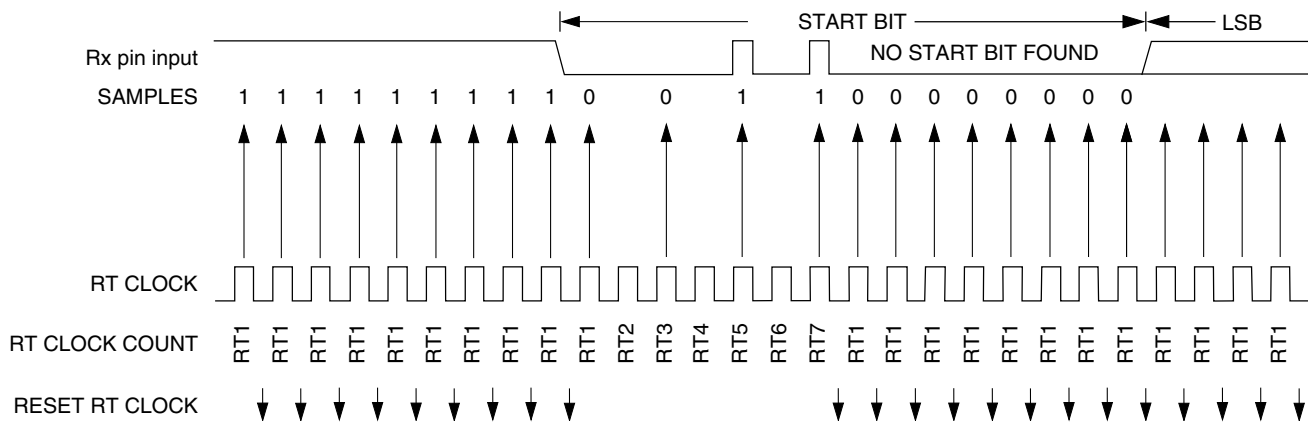 START BIT LSB
Rx pin input NO START BIT FOUND
SAMPLES 1 1 1 1 1 1 1 1 1 0 0 1 1 0 0 0 0 0 0 0 0
RT CLOCK
RT CLOCK COUNT RT1 RT1 RT1 RT1 RT1 RT1 RT1 RT1 RT1 RT1 RT2 RT3 RT4 RT5 RT6 RT7 RT1 RT1 RT1 RT1 RT1 RT1 RT1 RT1 RT1 RT1 RT1 RT1
RESET RT CLOCK